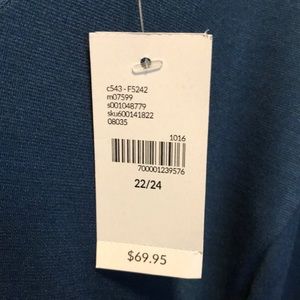 c543 - F5242
m07599
s001048779
sku600141822
08035
1016
700001239576
22/24
$69.95